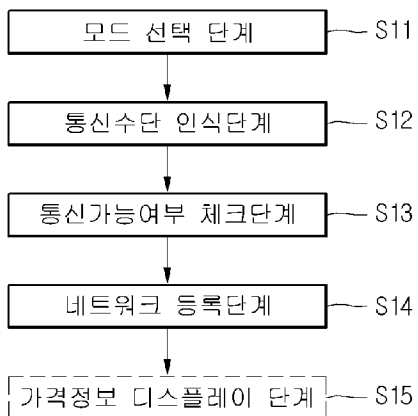 모드 선택 단계 S11
통신수단 인식단계 S12
통신가능여부 체크단계 S13
네트워크 등록단계 S14
가격정보 디스플레이 단계 S15